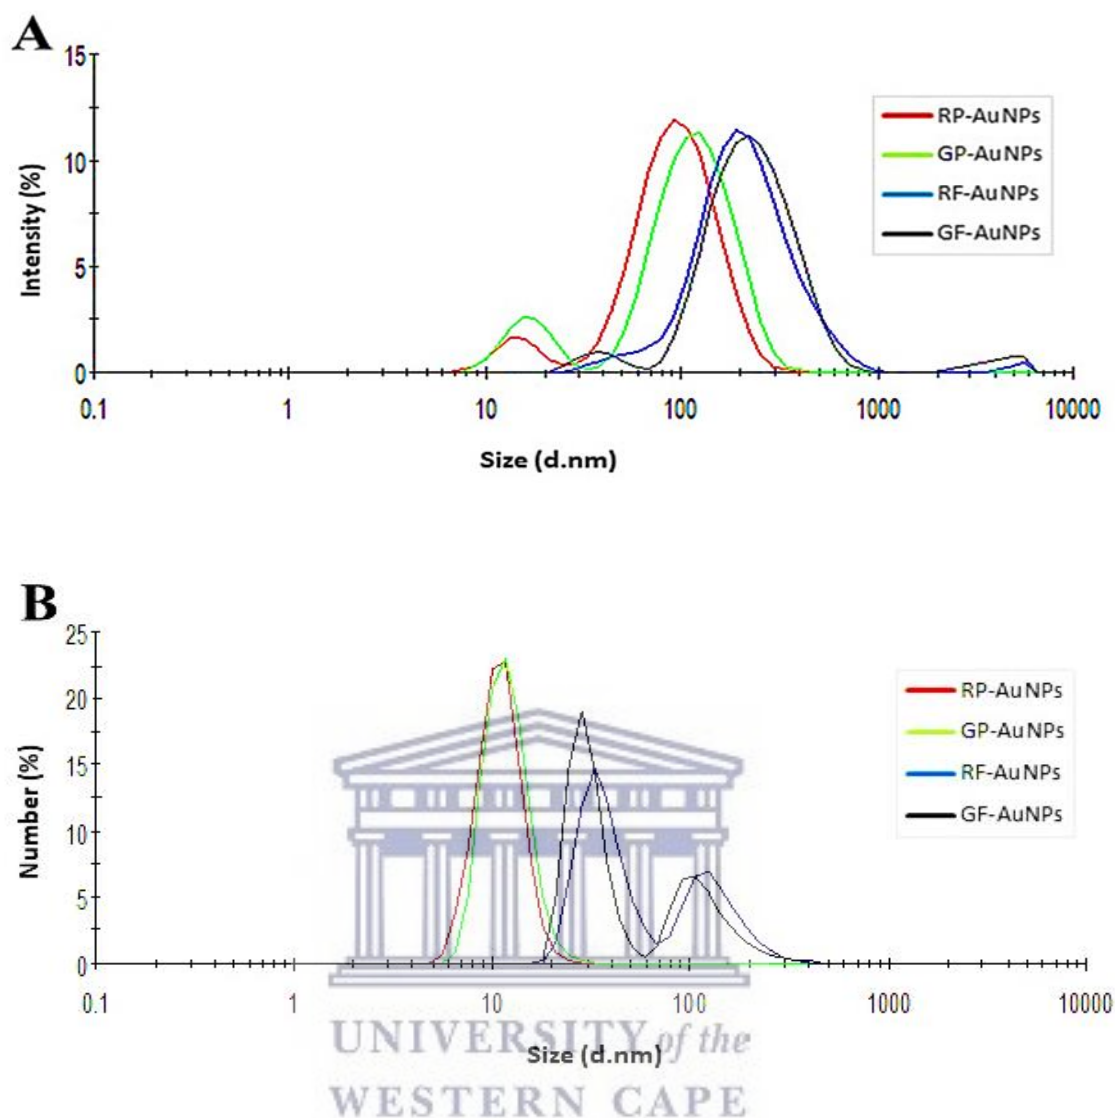 A
15
10
5
0
Intensity (%)
0.1 1 10 100 1000 10000
Size (d.nm)
RP-AuNPs
GP-AuNPs
RF-AuNPs
GF-AuNPs
B
25
20
15
10
5
0
Number (%)
0.1 1 10 100 1000 10000
Size (d.nm)
RP-AuNPs
GP-AuNPs
RF-AuNPs
GF-AuNPs
UNIVERSITY of the
WESTERN CAPE